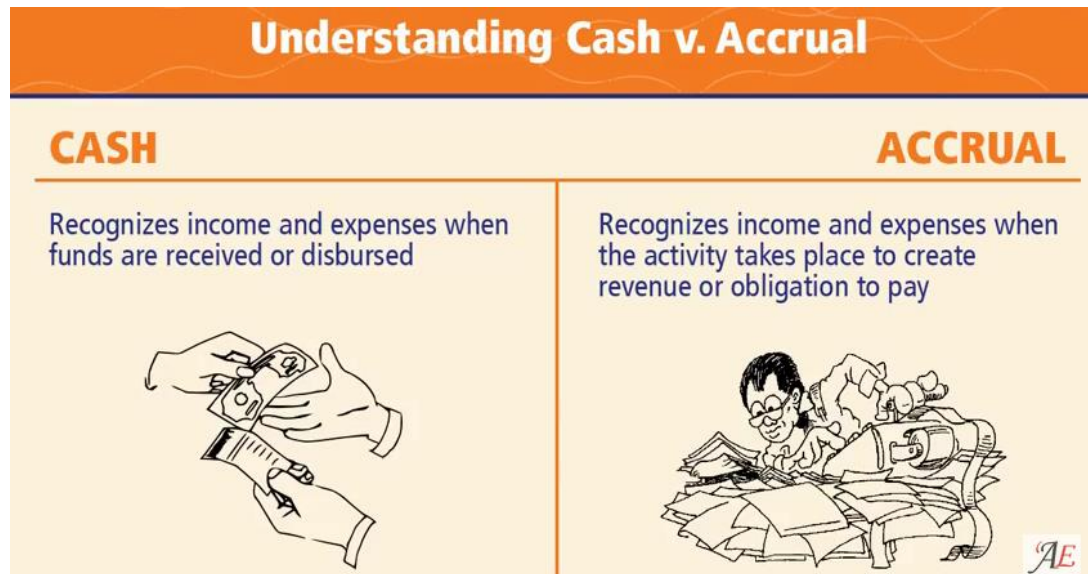 Understanding Cash v. Accrual
CASH
Recognizes income and expenses when
funds are received or disbursed
ACCRUAL
Recognizes income and expenses when
the activity takes place to create
revenue or obligation to pay
'AE